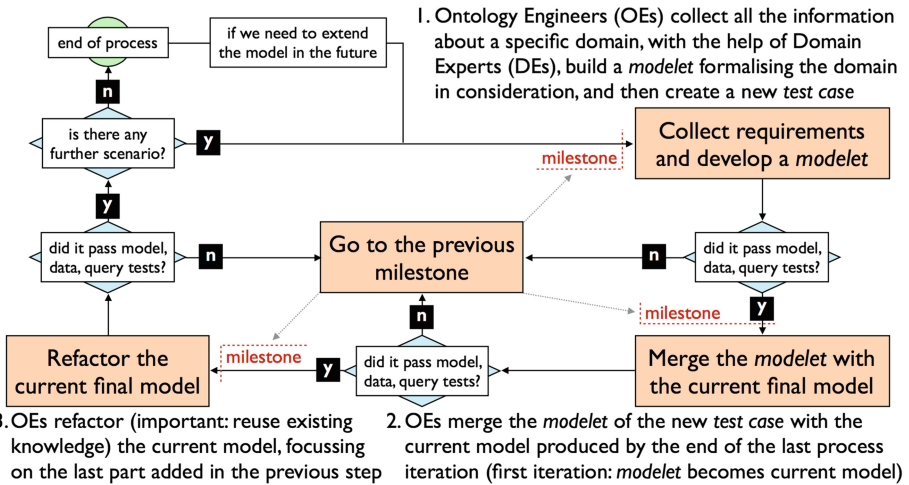 end of process
if we need to extend
the model in the future
1. Ontology Engineers (OEs) collect all the information
about a specific domain, with the help of Domain
Experts (DEs), build a modelet formalising the domain
in consideration, and then create a new test case
n
is there any
further scenario?
y
milestone
Collect requirements
and develop a modelet
y
did it pass model,
data, query tests?
n
Go to the previous
milestone
n
did it pass model,
data, query tests?
n
milestone
y
Refactor the
current final model
milestone
y
did it pass model,
data, query tests?
Merge the modelet with
the current final model
3. OEs refactor (important: reuse existing
knowledge) the current model, focussing
on the last part added in the previous step
2. OEs merge the modelet of the new test case with the
current model produced by the end of the last process
iteration (first iteration: modelet becomes current model)